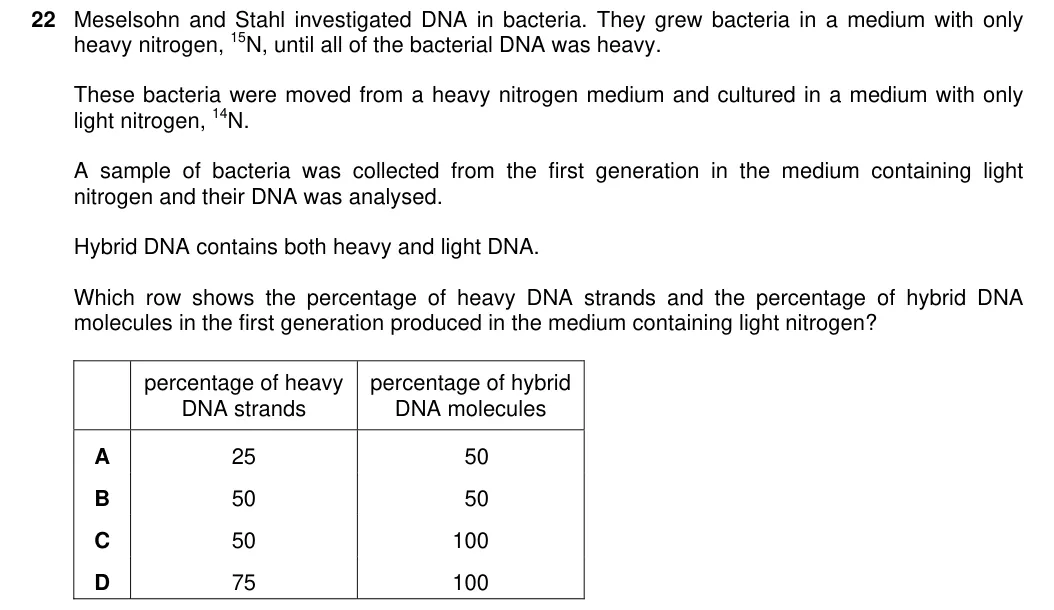 22 Meselsohn and Stahl investigated DNA in bacteria. They grew bacteria in a medium with only
heavy nitrogen, ¹⁵N, until all of the bacterial DNA was heavy.
These bacteria were moved from a heavy nitrogen medium and cultured in a medium with only
light nitrogen, ¹⁴N.
A sample of bacteria was collected from the first generation in the medium containing light
nitrogen and their DNA was analysed.
Hybrid DNA contains both heavy and light DNA.
Which row shows the percentage of heavy DNA strands and the percentage of hybrid DNA
molecules in the first generation produced in the medium containing light nitrogen?
percentage of heavy percentage of hybrid
DNA strands DNA molecules
A 25 50
B 50 50
C 50 100
D 75 100